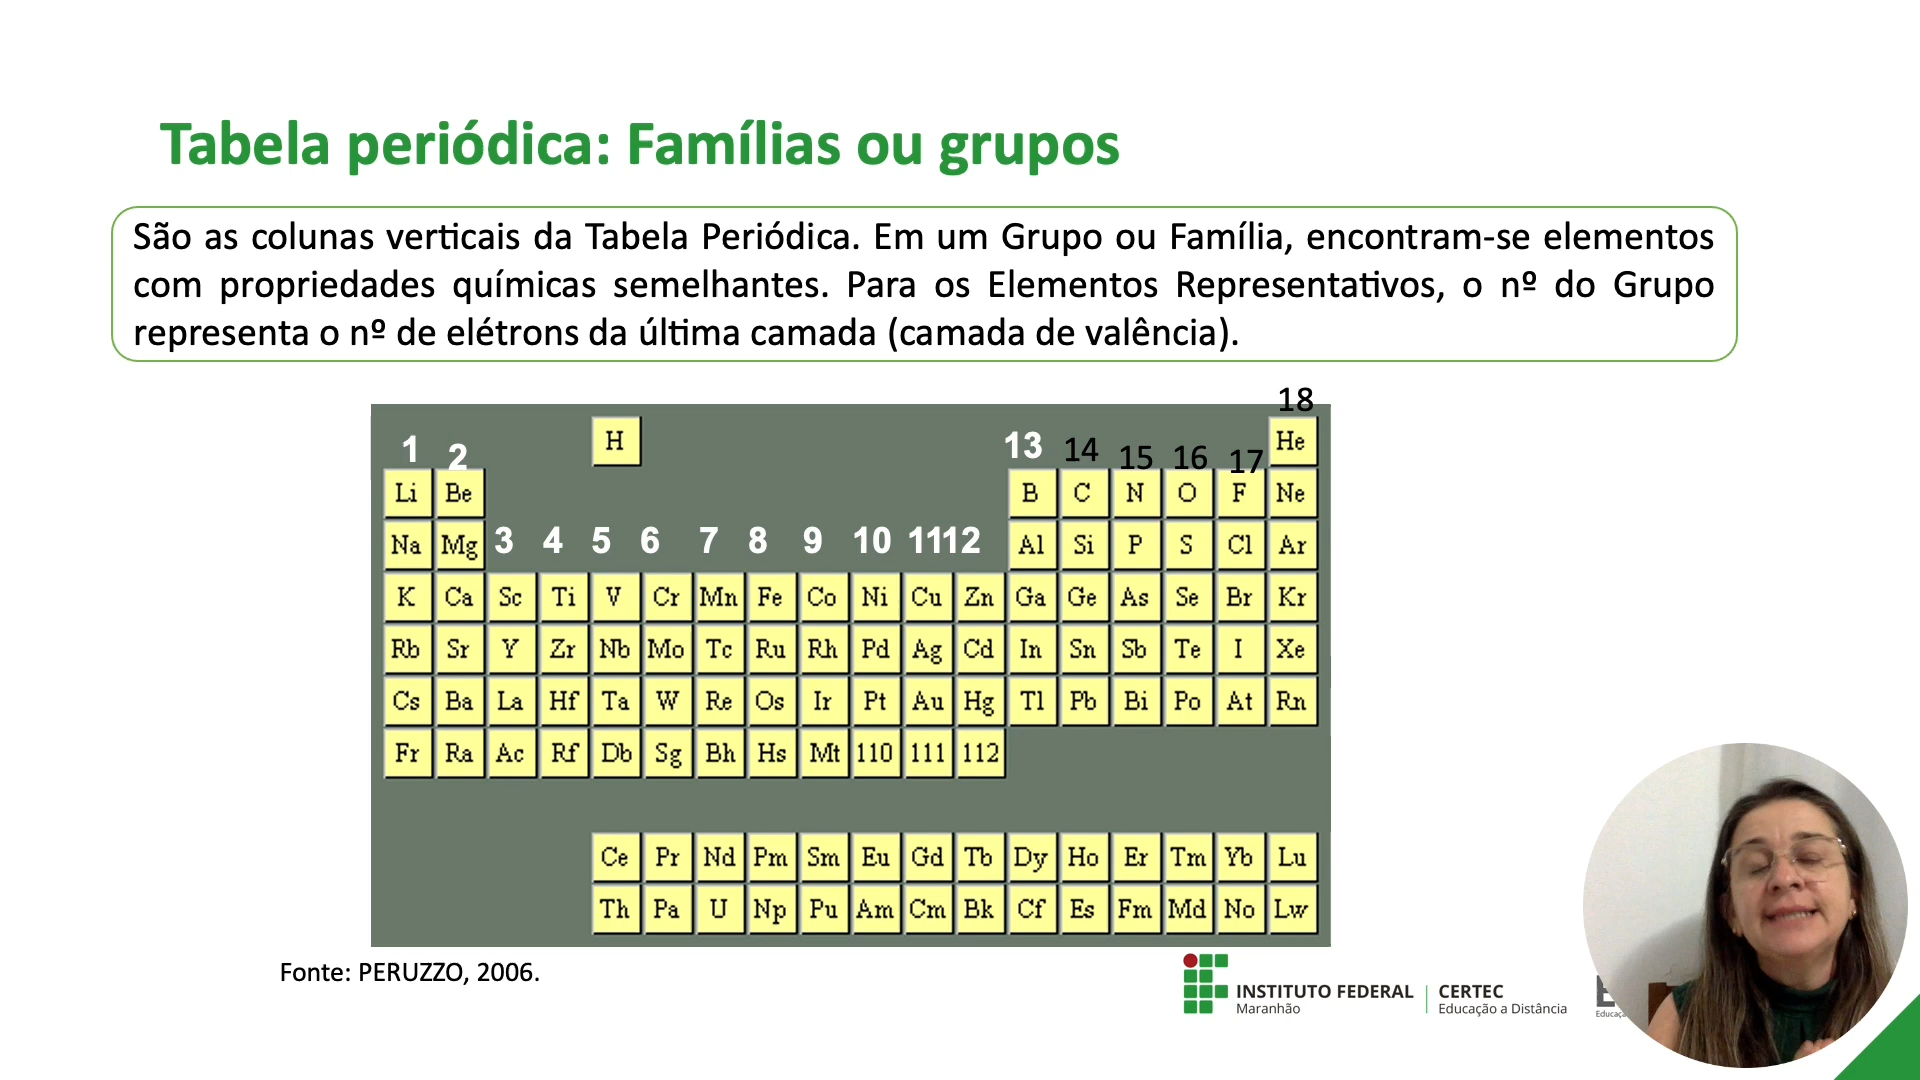 Tabela periódica: Famílias ou grupos
São as colunas verticais da Tabela Periódica. Em um Grupo ou Família, encontram-se elementos
com propriedades químicas semelhantes. Para os Elementos Representativos, o nº do Grupo
representa o nº de elétrons da última camada (camada de valência).
18
1 2 H 13 14 15 16 17 He
Li Be B C N O F Ne
Na Mg 3 4 5 6 7 8 9 10 11 12 Al Si P S Cl Ar
K Ca Sc Ti V Cr Mn Fe Co Ni Cu Zn Ga Ge As Se Br Kr
Rb Sr Y Zr Nb Mo Tc Ru Rh Pd Ag Cd In Sn Sb Te I Xe
Cs Ba La Hf Ta W Re Os Ir Pt Au Hg Tl Pb Bi Po At Rn
Fr Ra Ac Rf Db Sg Bh Hs Mt 110 111 112
Ce Pr Nd Pm Sm Eu Gd Tb Dy Ho Er Tm Yb Lu
Th Pa U Np Pu Am Cm Bk Cf Es Fm Md No Lw
Fonte: PERUZZO, 2006.
INSTITUTO FEDERAL
Maranhão
CERTEC
Educação a Distância